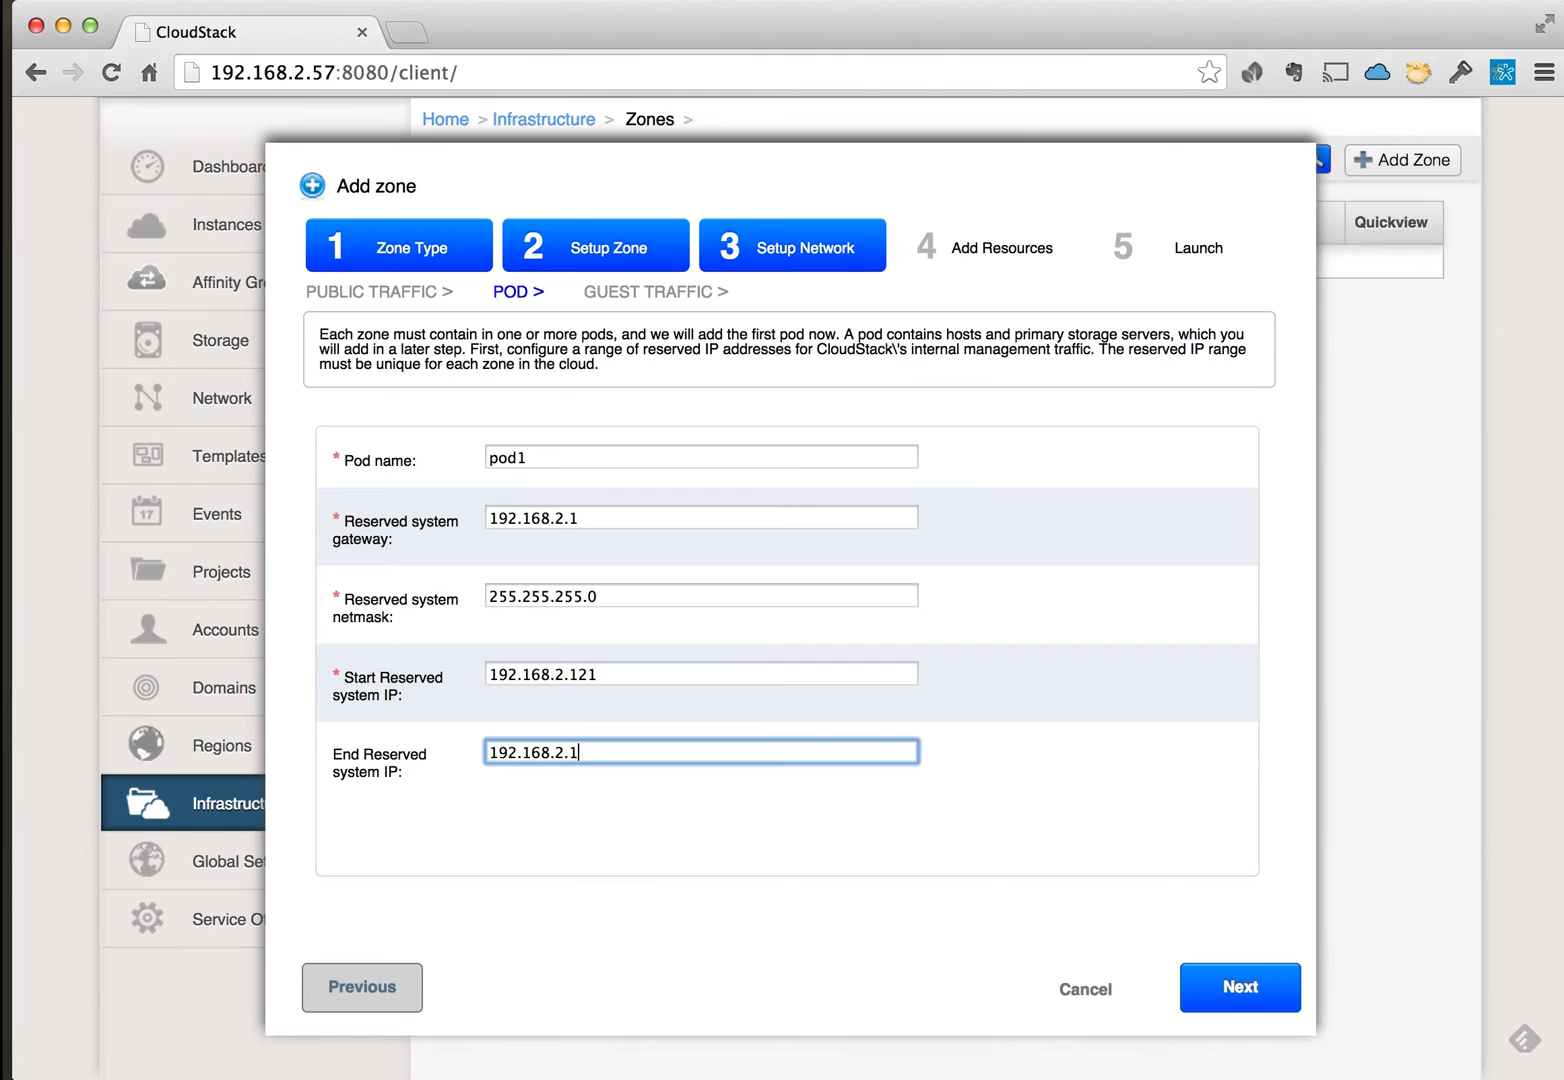 CloudStack
192.168.2.57:8080/client/
Home > Infrastructure > Zones >
Add Zone
Quickview
Dashboar
Instances
Affinity Gr
Storage
Network
Templates
17
Events
Projects
Accounts
Domains
Regions
Infrastruct
Global Se
Service O
Add zone
1 Zone Type
2 Setup Zone
3 Setup Network
4 Add Resources
5 Launch
PUBLIC TRAFFIC > POD > GUEST TRAFFIC >
Each zone must contain in one or more pods, and we will add the first pod now. A pod contains hosts and primary storage servers, which you
will add in a later step. First, configure a range of reserved IP addresses for CloudStack\'s internal management traffic. The reserved IP range
must be unique for each zone in the cloud.
* Pod name: pod1
* Reserved system
gateway:
192.168.2.1
* Reserved system
netmask:
255.255.255.0
* Start Reserved
system IP:
192.168.2.121
End Reserved
system IP:
192.168.2.1
Previous
Cancel
Next